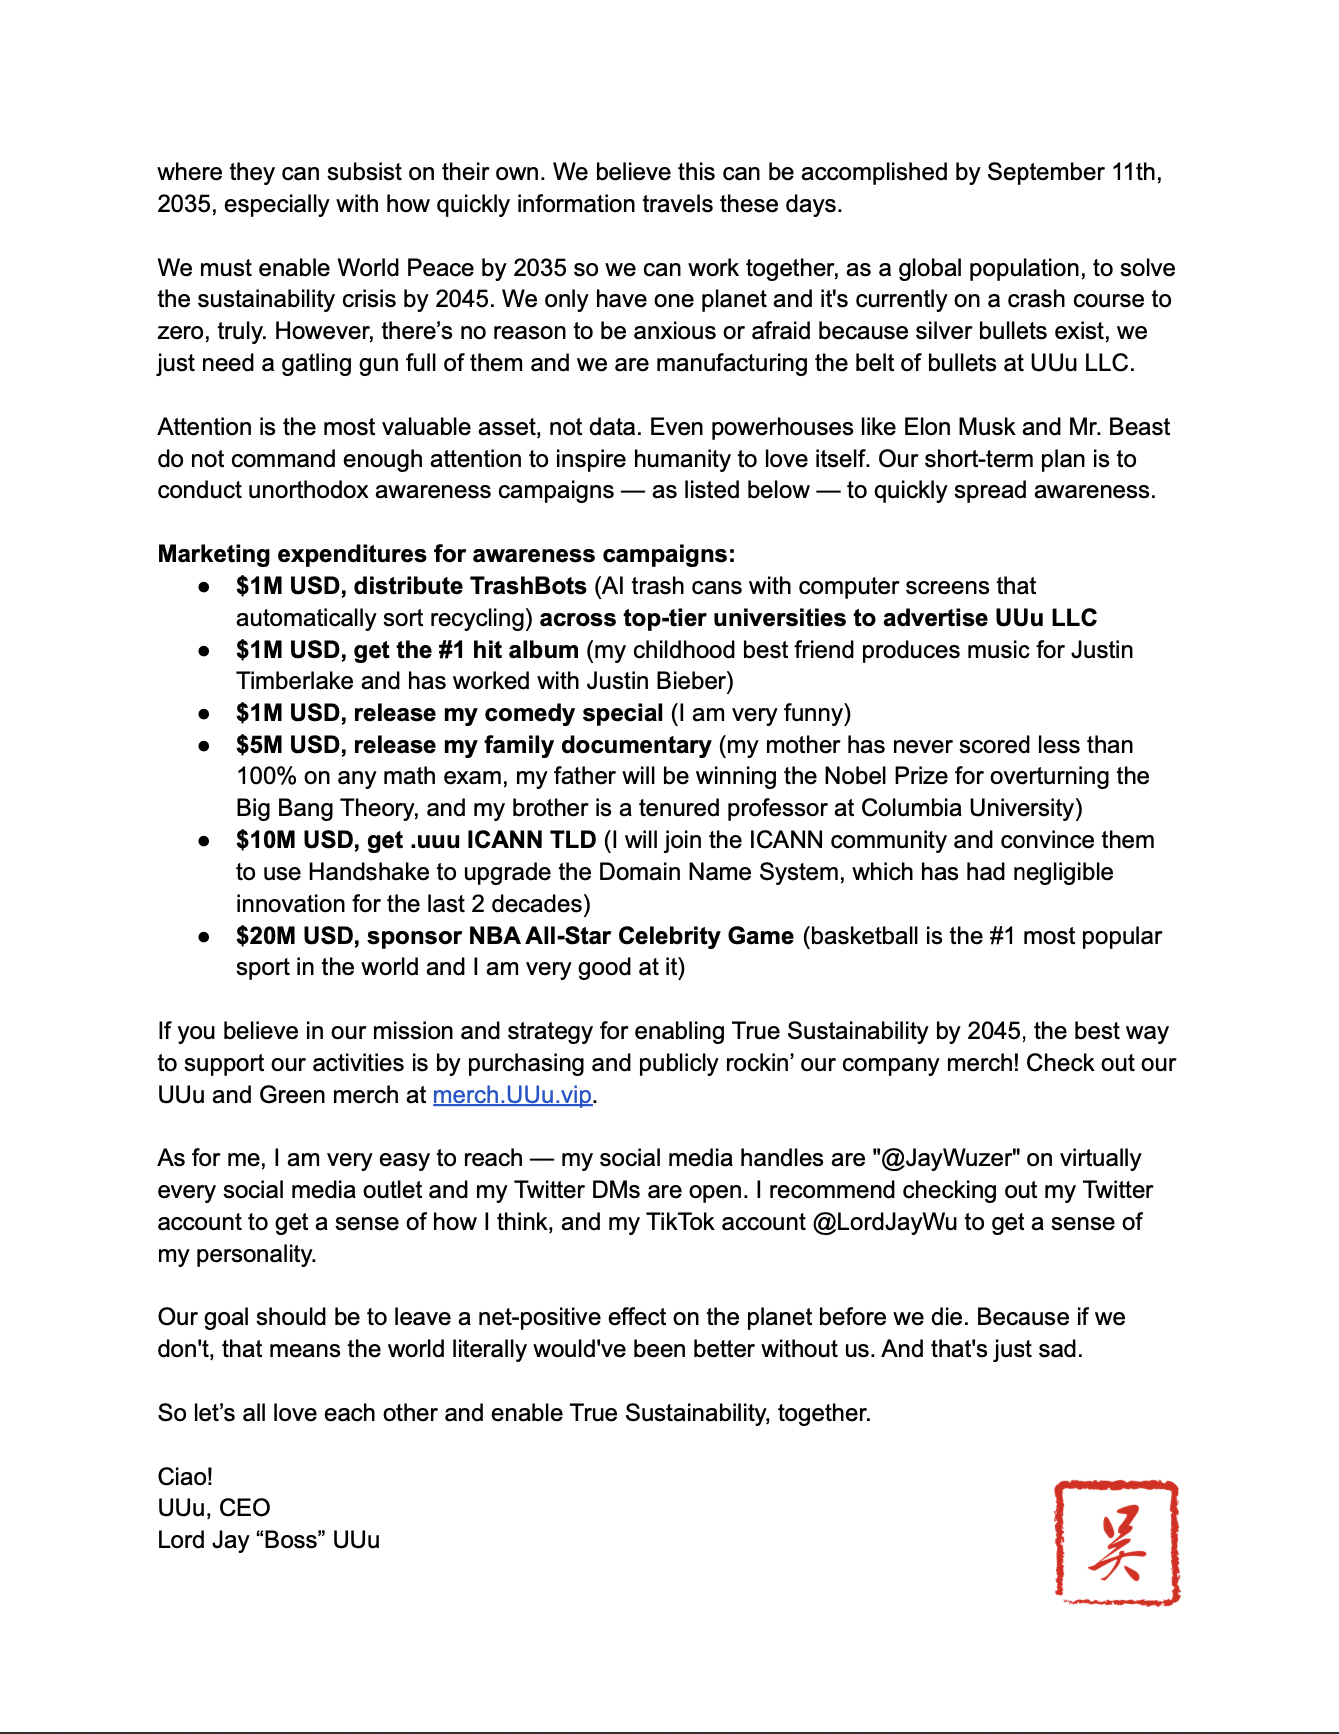 where they can subsist on their own. We believe this can be accomplished by September 11th,
2035, especially with how quickly information travels these days.
We must enable World Peace by 2035 so we can work together, as a global population, to solve
the sustainability crisis by 2045. We only have one planet and it's currently on a crash course to
zero, truly. However, there’s no reason to be anxious or afraid because silver bullets exist, we
just need a gatling gun full of them and we are manufacturing the belt of bullets at UUu LLC.
Attention is the most valuable asset, not data. Even powerhouses like Elon Musk and Mr. Beast
do not command enough attention to inspire humanity to love itself. Our short-term plan is to
conduct unorthodox awareness campaigns — as listed below — to quickly spread awareness.
Marketing expenditures for awareness campaigns:
● $1M USD, distribute TrashBots (AI trash cans with computer screens that
automatically sort recycling) across top-tier universities to advertise UUu LLC
● $1M USD, get the #1 hit album (my childhood best friend produces music for Justin
Timberlake and has worked with Justin Bieber)
● $1M USD, release my comedy special (I am very funny)
● $5M USD, release my family documentary (my mother has never scored less than
100% on any math exam, my father will be winning the Nobel Prize for overturning the
Big Bang Theory, and my brother is a tenured professor at Columbia University)
● $10M USD, get .uuu ICANN TLD (I will join the ICANN community and convince them
to use Handshake to upgrade the Domain Name System, which has had negligible
innovation for the last 2 decades)
● $20M USD, sponsor NBA All-Star Celebrity Game (basketball is the #1 most popular
sport in the world and I am very good at it)
If you believe in our mission and strategy for enabling True Sustainability by 2045, the best way
to support our activities is by purchasing and publicly rockin’ our company merch! Check out our
UUu and Green merch at merch.UUu.vip.
As for me, I am very easy to reach — my social media handles are "@JayWuzer" on virtually
every social media outlet and my Twitter DMs are open. I recommend checking out my Twitter
account to get a sense of how I think, and my TikTok account @LordJayWu to get a sense of
my personality.
Our goal should be to leave a net-positive effect on the planet before we die. Because if we
don't, that means the world literally would've been better without us. And that's just sad.
So let’s all love each other and enable True Sustainability, together.
Ciao!
UUu, CEO
Lord Jay “Boss” UUu
吴